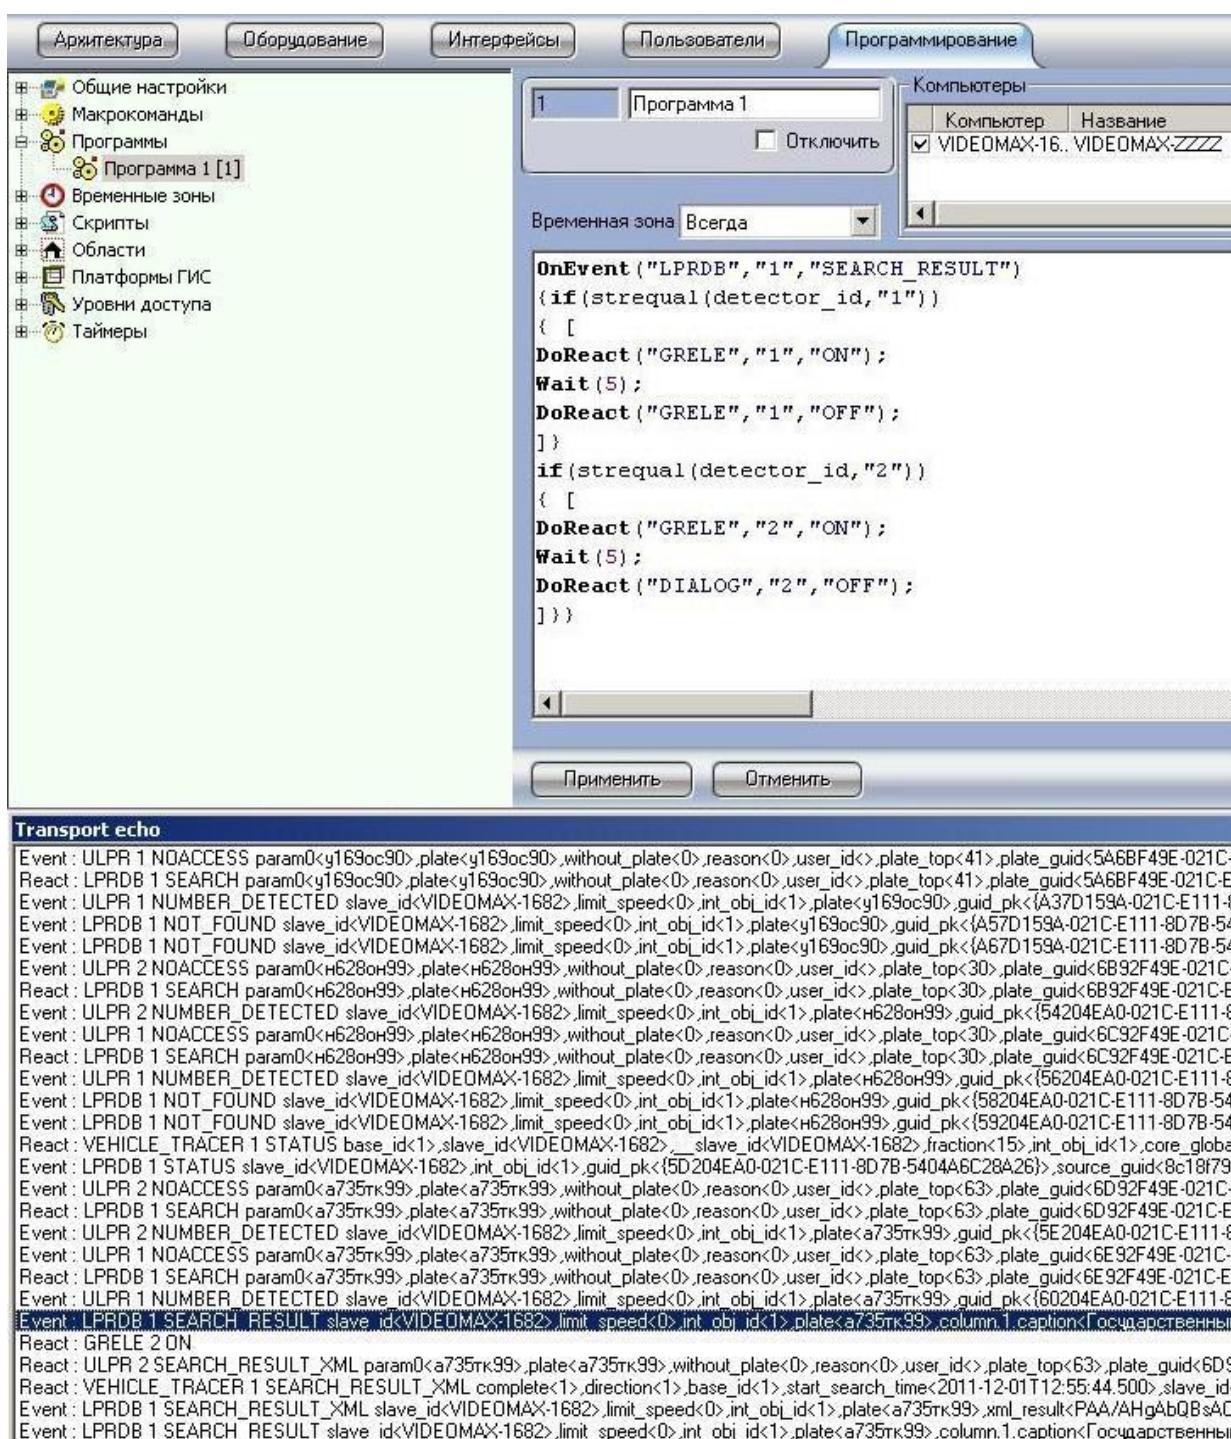 Архитектура Оборудование Интерфейсы Пользователи Программирование
Общие настройки
Макрокоманды
Программы
Программа 1 [1]
Временные зоны
Скрипты
Области
Платформы ГИС
Уровни доступа
Таймеры
1 Программа 1
Отключить
Компьютеры
Компьютер Название
VIDEOMAX-16.. VIDEOMAX-ZZZZ
Временная зона Всегда
OnEvent("LPRDB","1","SEARCH_RESULT")
{if(strequal(detector_id,"1"))
{ [
DoReact("GRELE","1","ON");
Wait(5);
DoReact("GRELE","1","OFF");
]}
if(strequal(detector_id,"2"))
{ [
DoReact("GRELE","2","ON");
Wait(5);
DoReact("DIALOG","2","OFF");
]}}
Применить Отменить
Transport echo
Event : ULPR 1 NOACCESS param0<у169ос90>,plate<у169ос90>,without_plate<0>,reason<0>,user_id<>,plate_top<41>,plate_guid<5A6BF49E-021C-
React : LPRDB 1 SEARCH param0<у169ос90>,plate<у169ос90>,without_plate<0>,reason<0>,user_id<>,plate_top<41>,plate_guid<5A6BF49E-021C-E
Event : ULPR 1 NUMBER_DETECTED slave_id<VIDEOMAX-1682>,limit_speed<0>,int_obj_id<1>,plate<у169ос90>,guid_pk<{A37D159A-021C-E111-8
Event : LPRDB 1 NOT_FOUND slave_id<VIDEOMAX-1682>,limit_speed<0>,int_obj_id<1>,plate<у169ос90>,guid_pk<{A57D159A-021C-E111-8D7B-54
Event : LPRDB 1 NOT_FOUND slave_id<VIDEOMAX-1682>,limit_speed<0>,int_obj_id<1>,plate<у169ос90>,guid_pk<{A67D159A-021C-E111-8D7B-54
Event : ULPR 2 NOACCESS param0<н628он99>,plate<н628он99>,without_plate<0>,reason<0>,user_id<>,plate_top<30>,plate_guid<6B92F49E-021C-
React : LPRDB 1 SEARCH param0<н628он99>,plate<н628он99>,without_plate<0>,reason<0>,user_id<>,plate_top<30>,plate_guid<6B92F49E-021C-E
Event : ULPR 2 NUMBER_DETECTED slave_id<VIDEOMAX-1682>,limit_speed<0>,int_obj_id<1>,plate<н628он99>,guid_pk<{54204EA0-021C-E111-8
Event : ULPR 1 NOACCESS param0<н628он99>,plate<н628он99>,without_plate<0>,reason<0>,user_id<>,plate_top<30>,plate_guid<6C92F49E-021C-
React : LPRDB 1 SEARCH param0<н628он99>,plate<н628он99>,without_plate<0>,reason<0>,user_id<>,plate_top<30>,plate_guid<6C92F49E-021C-E
Event : ULPR 1 NUMBER_DETECTED slave_id<VIDEOMAX-1682>,limit_speed<0>,int_obj_id<1>,plate<н628он99>,guid_pk<{56204EA0-021C-E111-8
Event : LPRDB 1 NOT_FOUND slave_id<VIDEOMAX-1682>,limit_speed<0>,int_obj_id<1>,plate<н628он99>,guid_pk<{58204EA0-021C-E111-8D7B-54
Event : LPRDB 1 NOT_FOUND slave_id<VIDEOMAX-1682>,limit_speed<0>,int_obj_id<1>,plate<н628он99>,guid_pk<{59204EA0-021C-E111-8D7B-54
React : VEHICLE_TRACER 1 STATUS base_id<1>,slave_id<VIDEOMAX-1682>,__slave_id<VIDEOMAX-1682>,fraction<15>,int_obj_id<1>,core_globa
Event : LPRDB 1 STATUS slave_id<VIDEOMAX-1682>,int_obj_id<1>,guid_pk<{5D204EA0-021C-E111-8D7B-5404A6C28A26}>,source_guid<8c18f79
Event : ULPR 2 NOACCESS param0<а735тк99>,plate<а735тк99>,without_plate<0>,reason<0>,user_id<>,plate_top<63>,plate_guid<6D92F49E-021C-
React : LPRDB 1 SEARCH param0<а735тк99>,plate<а735тк99>,without_plate<0>,reason<0>,user_id<>,plate_top<63>,plate_guid<6D92F49E-021C-E
Event : ULPR 2 NUMBER_DETECTED slave_id<VIDEOMAX-1682>,limit_speed<0>,int_obj_id<1>,plate<а735тк99>,guid_pk<{5E204EA0-021C-E111-8
Event : ULPR 1 NOACCESS param0<а735тк99>,plate<а735тк99>,without_plate<0>,reason<0>,user_id<>,plate_top<63>,plate_guid<6E92F49E-021C-
React : LPRDB 1 SEARCH param0<а735тк99>,plate<а735тк99>,without_plate<0>,reason<0>,user_id<>,plate_top<63>,plate_guid<6E92F49E-021C-E
Event : ULPR 1 NUMBER_DETECTED slave_id<VIDEOMAX-1682>,limit_speed<0>,int_obj_id<1>,plate<а735тк99>,guid_pk<{60204EA0-021C-E111-8
Event : LPRDB 1 SEARCH_RESULT slave_id<VIDEOMAX-1682>,limit_speed<0>,int_obj_id<1>,plate<а735тк99>,column.1.caption<Государственны
React : GRELE 2 ON
React : ULPR 2 SEARCH_RESULT_XML param0<а735тк99>,plate<а735тк99>,without_plate<0>,reason<0>,user_id<>,plate_top<63>,plate_guid<6D9
React : VEHICLE_TRACER 1 SEARCH_RESULT_XML complete<1>,direction<1>,base_id<1>,start_search_time<2011-12-01T12:55:44.500>,slave_id
Event : LPRDB 1 SEARCH_RESULT_XML slave_id<VIDEOMAX-1682>,limit_speed<0>,int_obj_id<1>,plate<а735тк99>,xml_result<PAA/AHgAbQBsAC
Event : LPRDB 1 SEARCH_RESULT slave_id<VIDEOMAX-1682>,limit_speed<0>,int_obj_id<1>,plate<а735тк99>,column.1.caption<Государственны